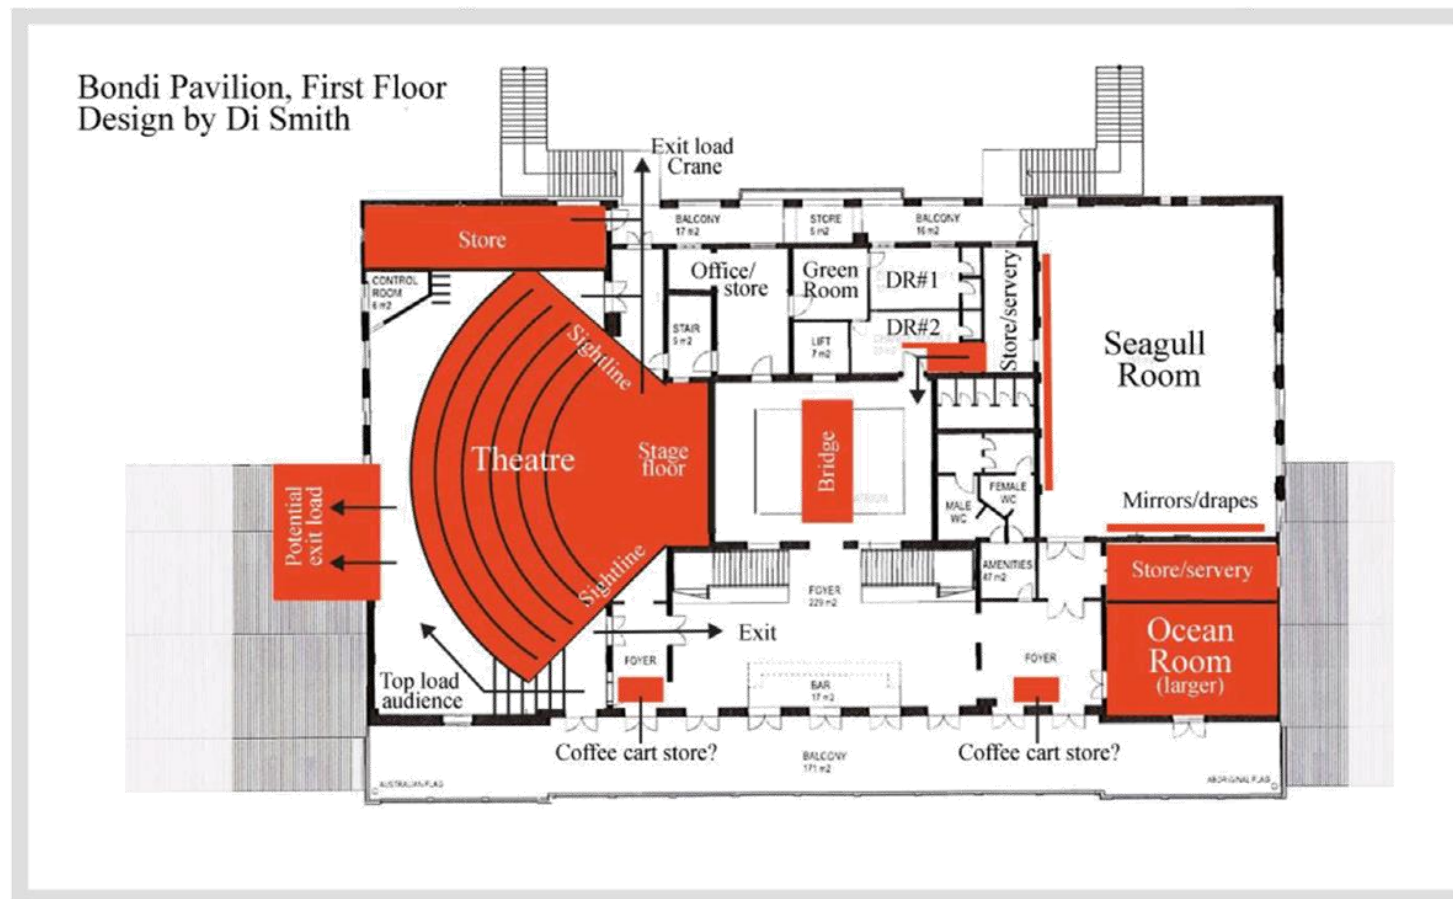 Bondi Pavilion, First Floor
Design by Di Smith
Exit load
Crane
BALCONY
17 m2
STORE
5 m2
BALCONY
16 m2
Store
CONTROL
ROOM
6 m2
Office/
store
Green
Room
DR#1
DR#2
Store/servery
STAIR
5 m2
LIFT
7 m2
Seagull
Room
Sightline
Theatre
Stage
floor
Bridge
Potential
exit load
MALE
WC
FEMALE
WC
Mirrors/drapes
AMENITIES
47 m2
Store/servery
Sightline
FOYER
229 m2
Exit
FOYER
FOYER
Ocean
Room
(larger)
Top load
audience
BAR
17 m2
Coffee cart store?
Coffee cart store?
BALCONY
171 m2
AUSTRALIAN FLAG
ABORIGINAL FLAG